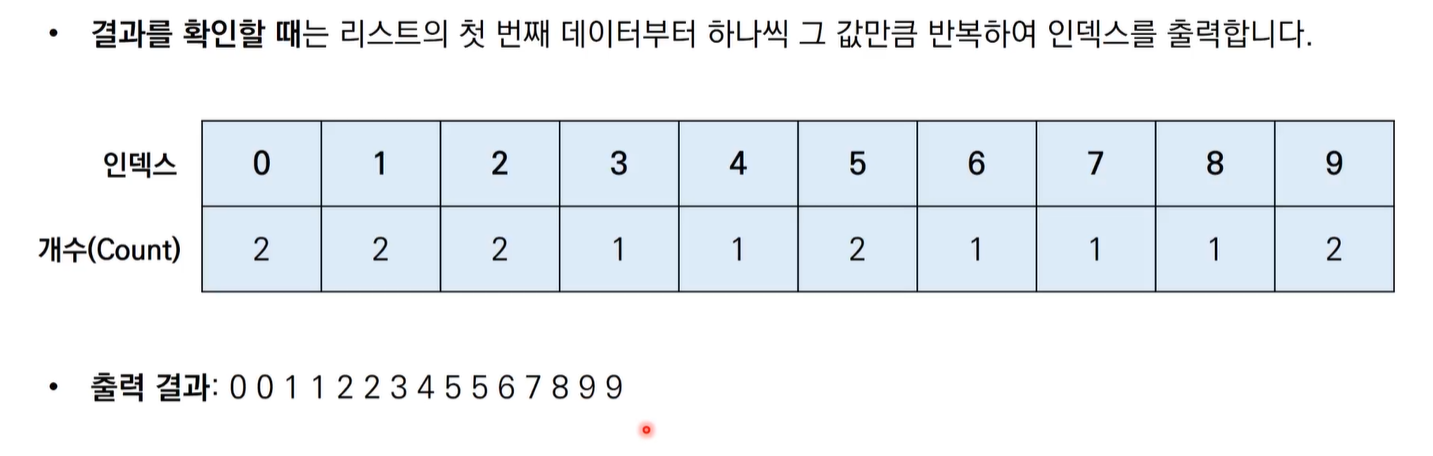 • 결과를 확인할 때는 리스트의 첫 번째 데이터부터 하나씩 그 값만큼 반복하여 인덱스를 출력합니다.
인덱스 0 1 2 3 4 5 6 7 8 9
개수(Count) 2 2 2 1 1 2 1 1 1 2
• 출력 결과: 0 0 1 1 2 2 3 4 5 5 6 7 8 9 9